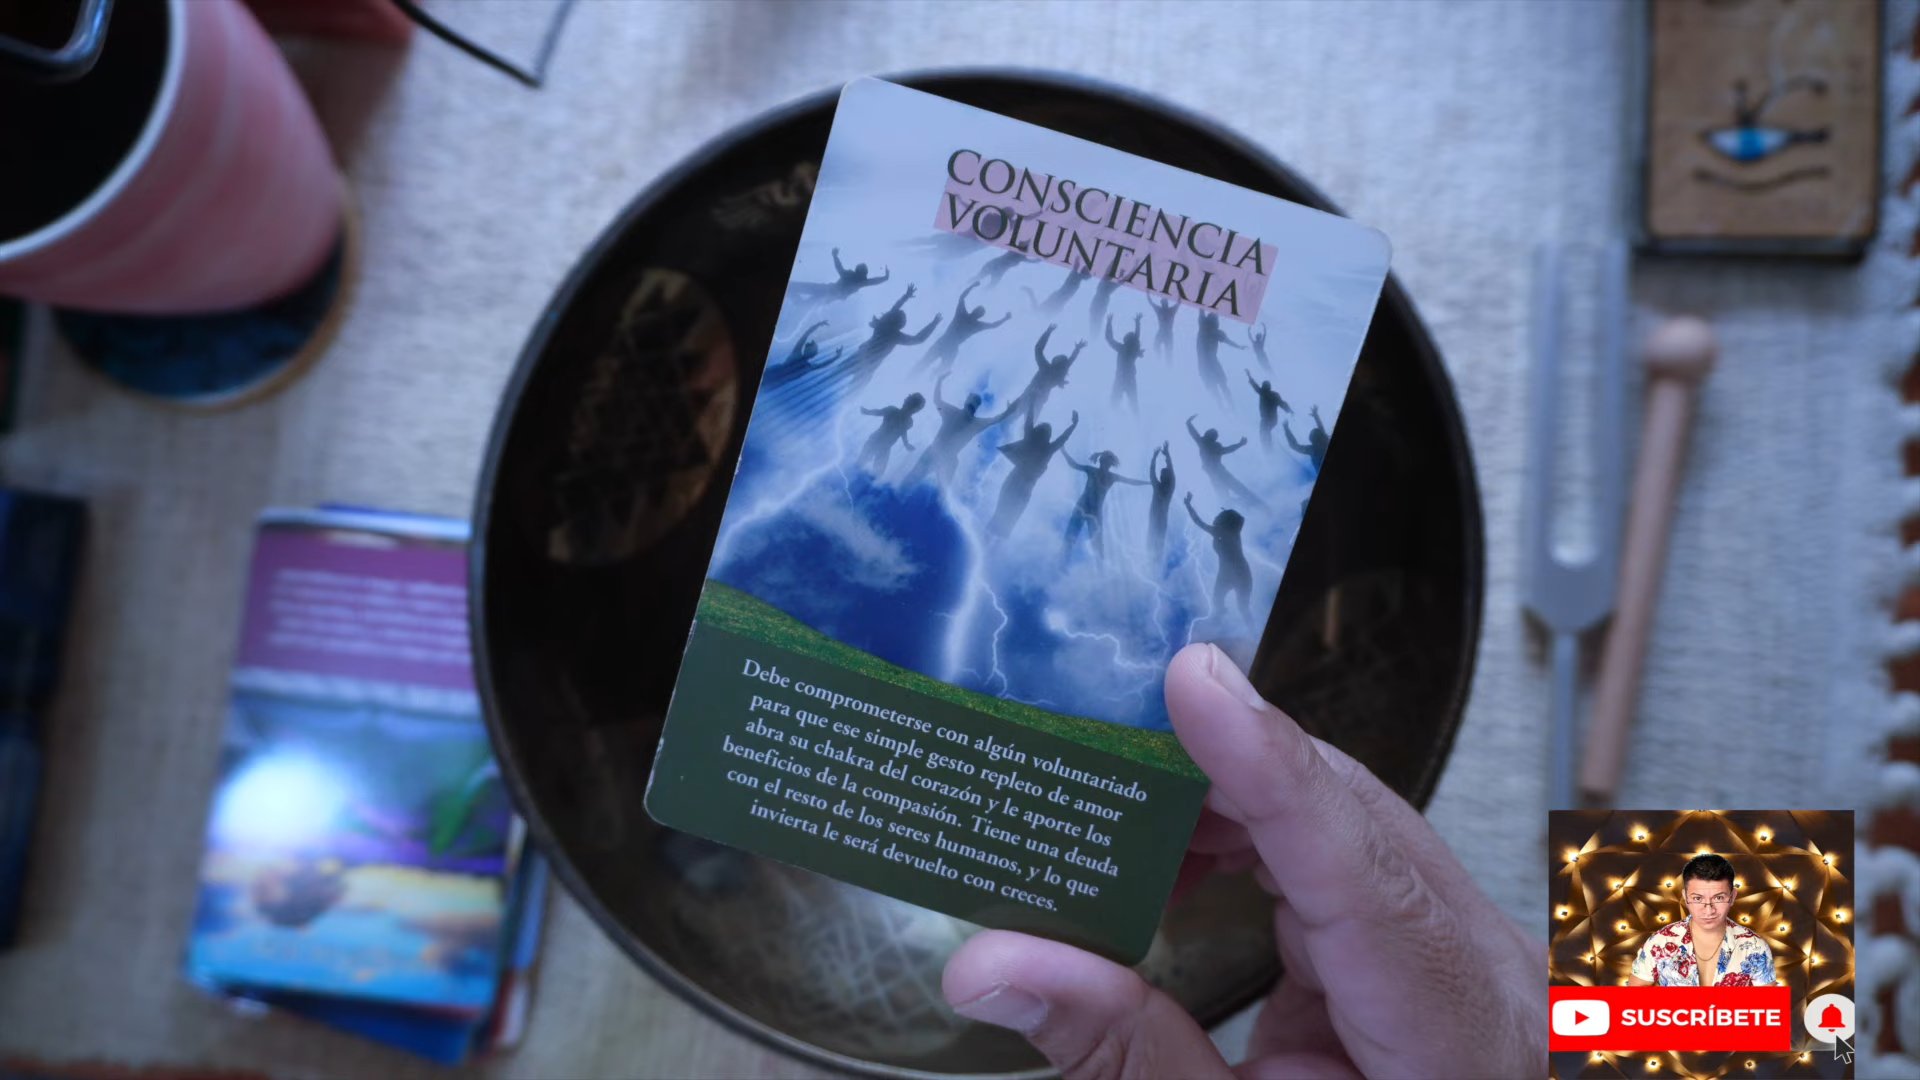 CONSCIENCIA
VOLUNTARIA
Debe comprometerse con algún voluntariado
para que ese simple gesto repleto de amor
abra su chakra del corazón y le aporte los
beneficios de la compasión. Tiene una deuda
con el resto de los seres humanos, y lo que
invierta le será devuelto con creces.
SUSCRÍBETE